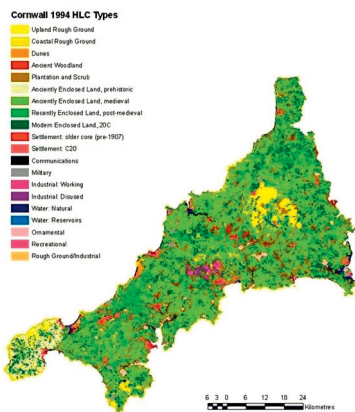 Cornwall 1994 HLC Types
Upland Rough Ground
Coastal Rough Ground
Dunes
Ancient Woodland
Plantation and Scrub
Anciently Enclosed Land, prehistoric
Anciently Enclosed Land, medieval
Recently Enclosed Land, post-medieval
Modern Enclosed Land, 20C
Settlement: older core (pre-1907)
Settlement: C20
Communications
Military
Industrial: Working
Industrial: Disused
Water: Natural
Water: Reservoirs
Ornamental
Recreational
Rough Ground/Industrial
6 3 0 6 12 18 24
Kilometres